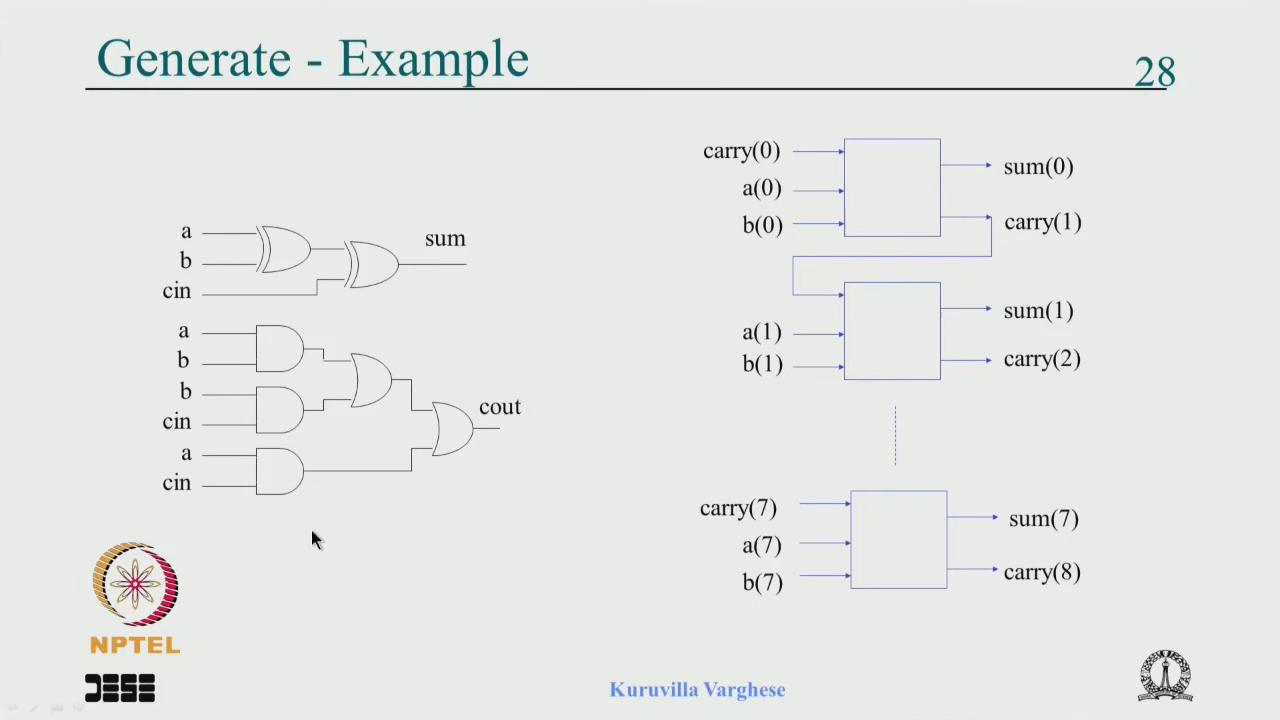 Generate - Example
28
a
b
cin
sum
a
b
b
cin
a
cin
cout
carry(0)
a(0)
b(0)
sum(0)
carry(1)
a(1)
b(1)
sum(1)
carry(2)
carry(7)
a(7)
b(7)
sum(7)
carry(8)
NPTEL
DESE
Kuruvilla Varghese